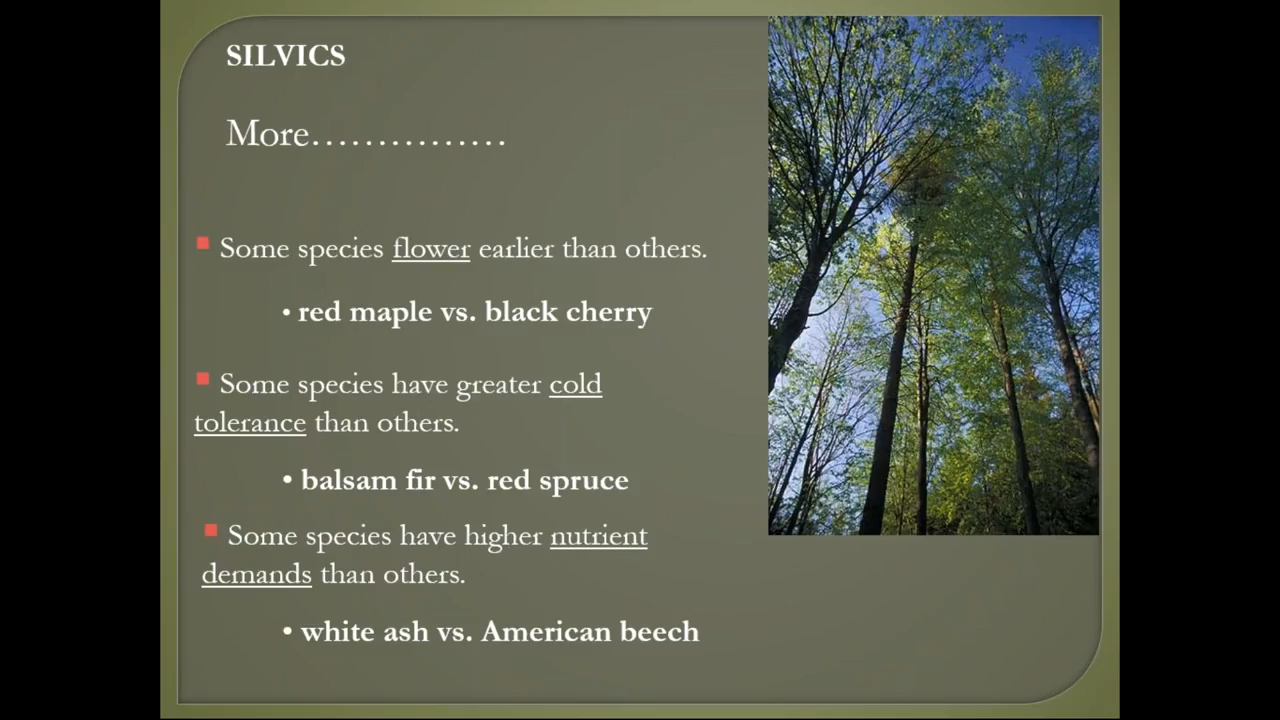 SILVICS
More……………
Some species flower earlier than others.
• red maple vs. black cherry
Some species have greater cold
tolerance than others.
• balsam fir vs. red spruce
Some species have higher nutrient
demands than others.
• white ash vs. American beech